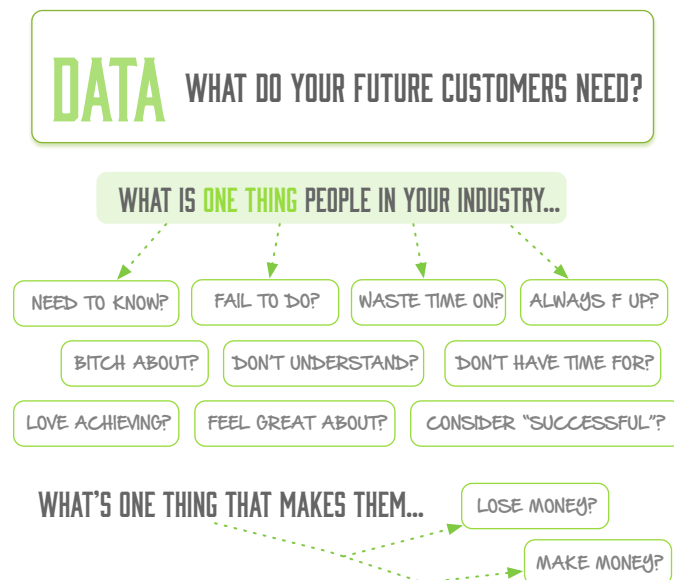 DATA WHAT DO YOUR FUTURE CUSTOMERS NEED?
WHAT IS ONE THING PEOPLE IN YOUR INDUSTRY...
NEED TO KNOW? FAIL TO DO? WASTE TIME ON? ALWAYS F UP?
BITCH ABOUT? DON'T UNDERSTAND? DON'T HAVE TIME FOR?
LOVE ACHIEVING? FEEL GREAT ABOUT? CONSIDER "SUCCESSFUL"?
WHAT'S ONE THING THAT MAKES THEM... LOSE MONEY?
MAKE MONEY?